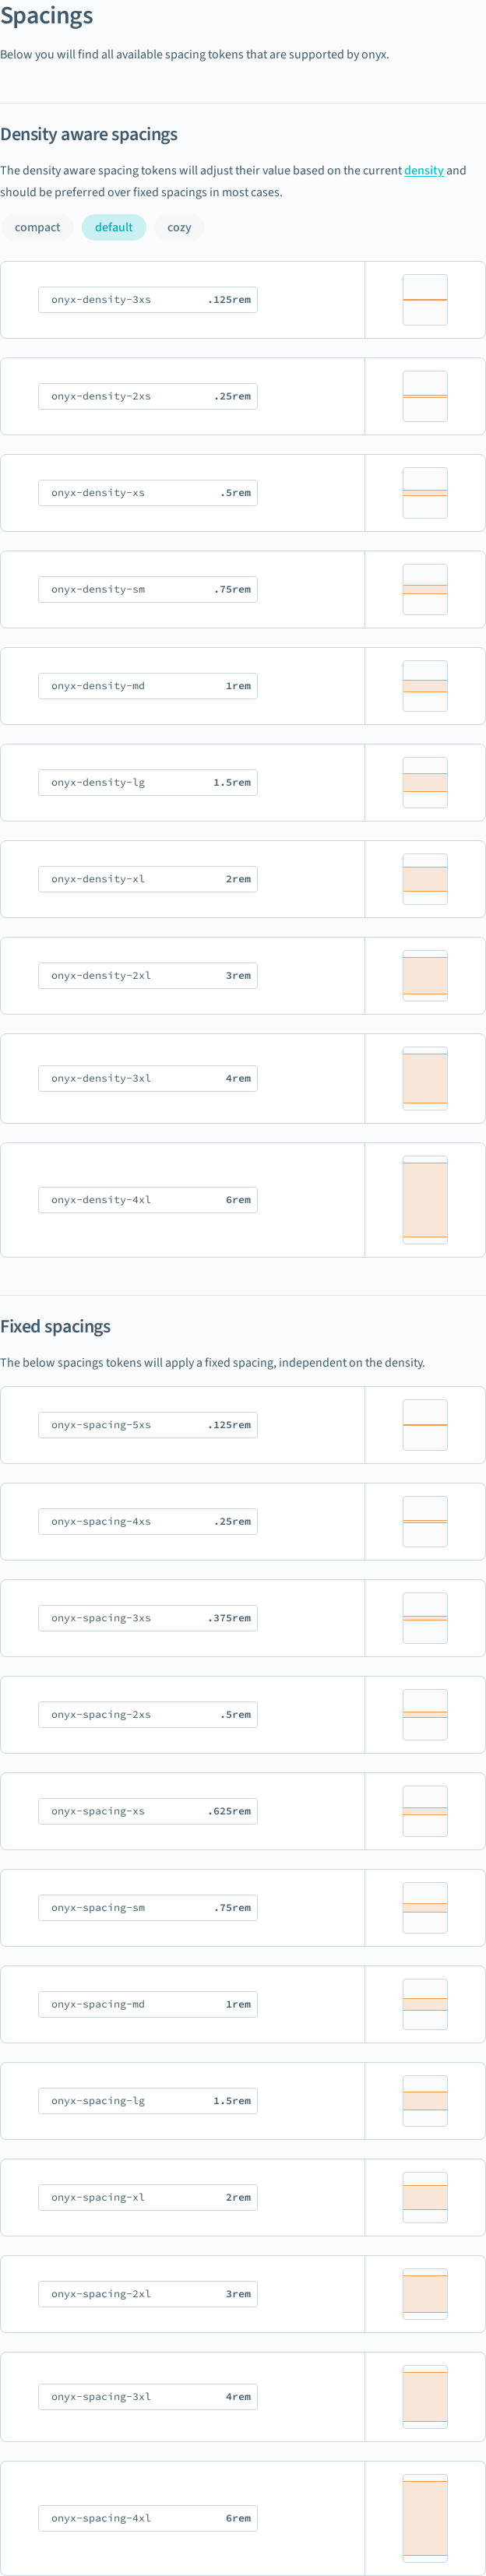 Spacings
Below you will find all available spacing tokens that are supported by onyx.
Density aware spacings
The density aware spacing tokens will adjust their value based on the current density and
should be preferred over fixed spacings in most cases.
compact default cozy
onyx-density-3xs .125rem
onyx-density-2xs .25rem
onyx-density-xs .5rem
onyx-density-sm .75rem
onyx-density-md 1rem
onyx-density-lg 1.5rem
onyx-density-xl 2rem
onyx-density-2xl 3rem
onyx-density-3xl 4rem
onyx-density-4xl 6rem
Fixed spacings
The below spacings tokens will apply a fixed spacing, independent on the density.
onyx-spacing-5xs .125rem
onyx-spacing-4xs .25rem
onyx-spacing-3xs .375rem
onyx-spacing-2xs .5rem
onyx-spacing-xs .625rem
onyx-spacing-sm .75rem
onyx-spacing-md 1rem
onyx-spacing-lg 1.5rem
onyx-spacing-xl 2rem
onyx-spacing-2xl 3rem
onyx-spacing-3xl 4rem
onyx-spacing-4xl 6rem